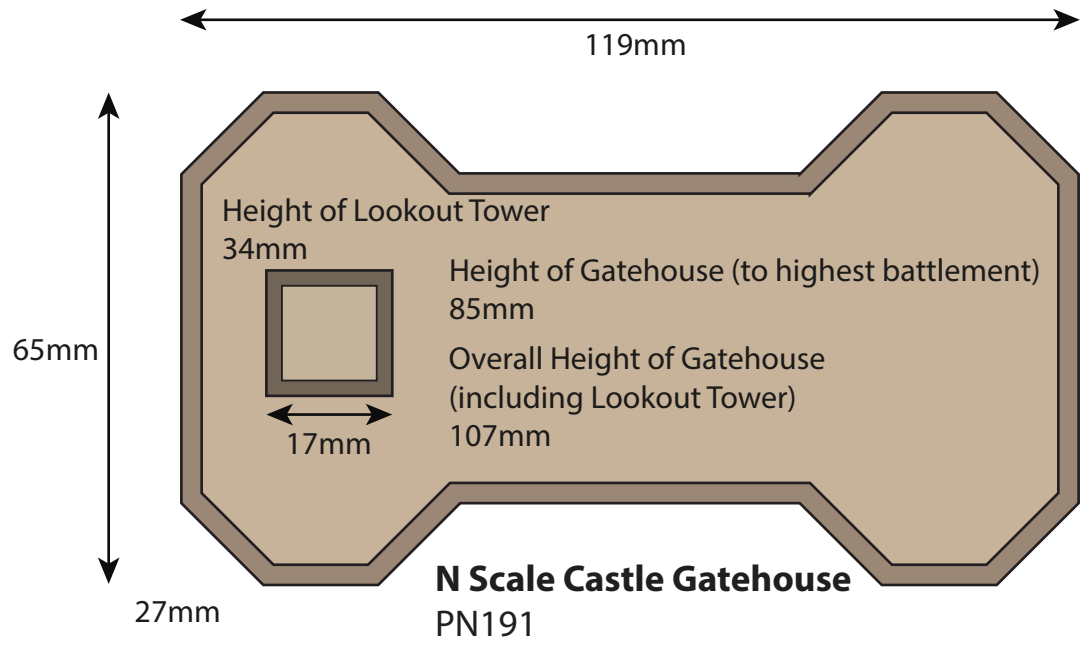 119mm
Height of Lookout Tower
34mm
Height of Gatehouse (to highest battlement)
85mm
65mm
Overall Height of Gatehouse
(including Lookout Tower)
107mm
17mm
N Scale Castle Gatehouse
27mm
PN191